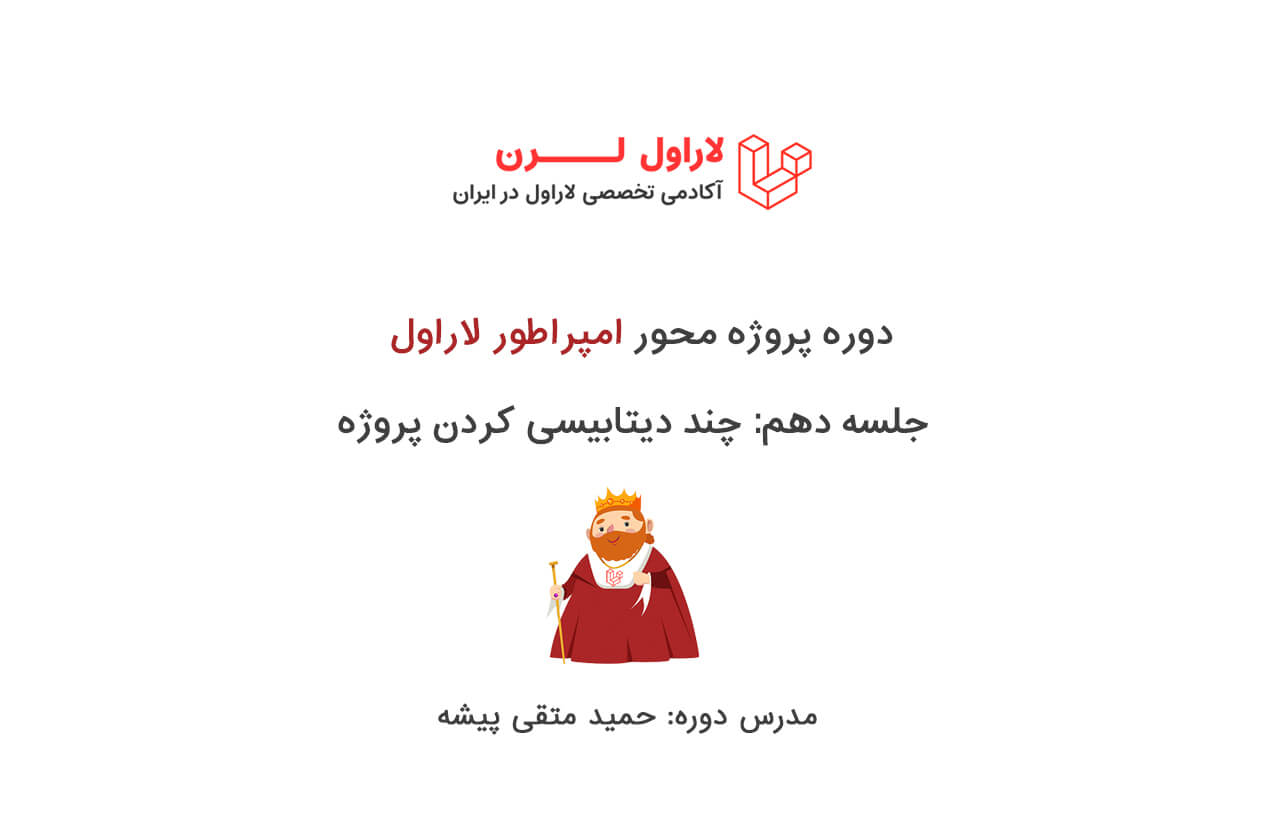 لاراول لـــــرن
آکادمی تخصصی لاراول در ایران
دوره پروژه محور امپراطور لاراول
جلسه دهم: چند دیتابیسی کردن پروژه
مدرس دوره: حمید متقی پیشه